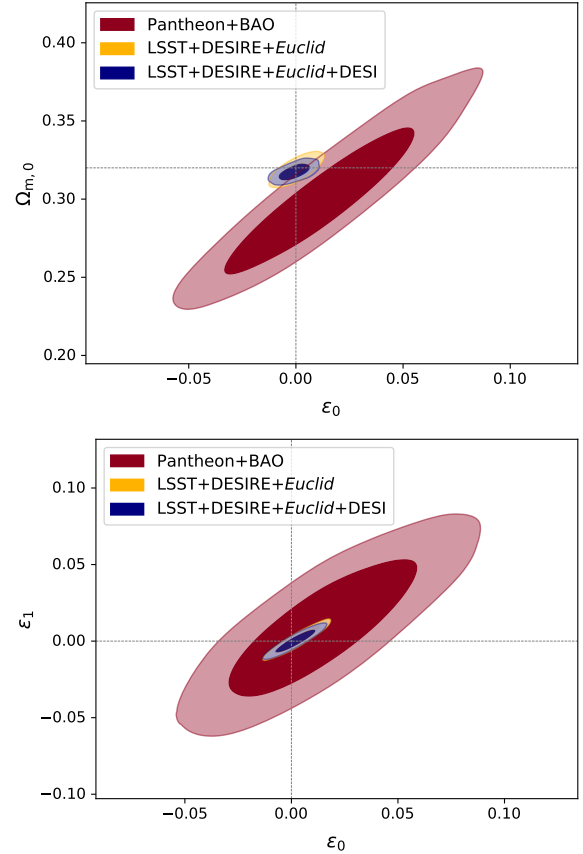 Pantheon+BAO
LSST+DESIRE+Euclid
LSST+DESIRE+Euclid+DESI
0.40
0.35
0.30
0.25
0.20
Ωm, 0
−0.05
0.00
0.05
0.10
ε0
Pantheon+BAO
LSST+DESIRE+Euclid
LSST+DESIRE+Euclid+DESI
0.10
0.05
0.00
−0.05
−0.10
ε1
−0.05
0.00
0.05
0.10
ε0